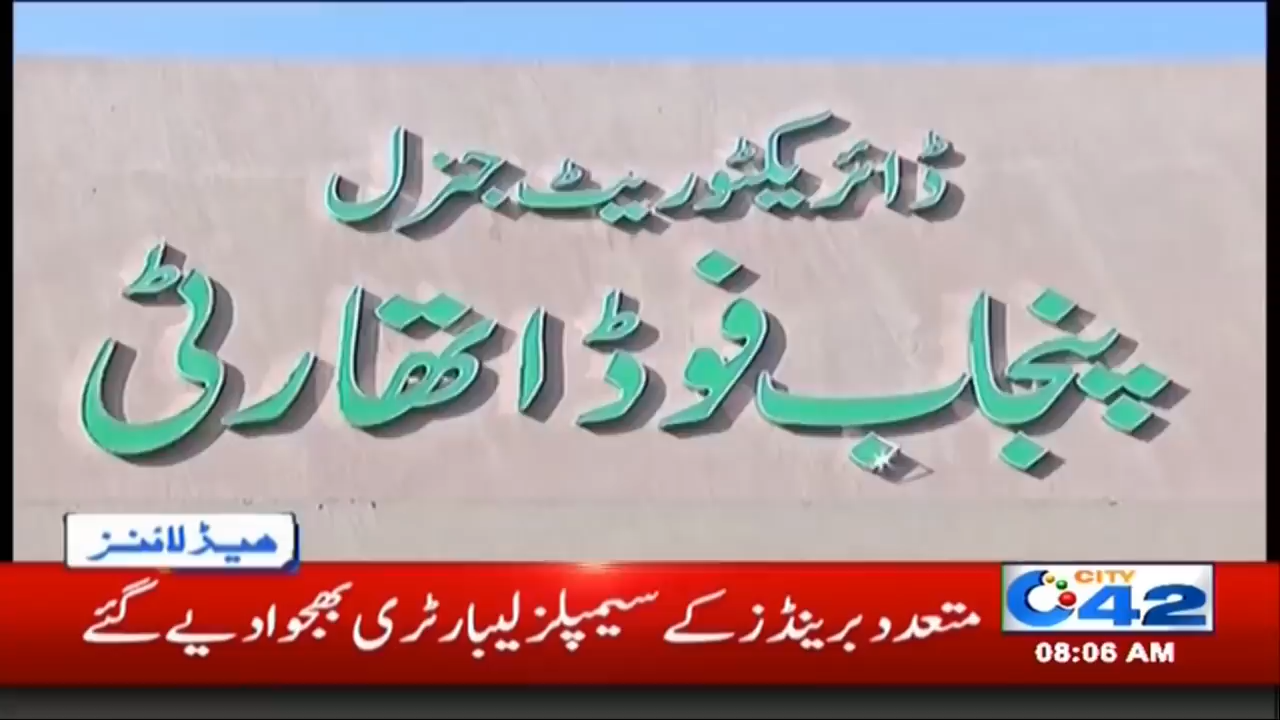 ڈائریکٹوریٹ جنرل
پنجاب فوڈ اتھارٹی
ھیڈ لائنز
متعدد برینڈز کے سیمپلز لیبارٹری بھجوا دیے گئے
CITY
42
08:06 AM